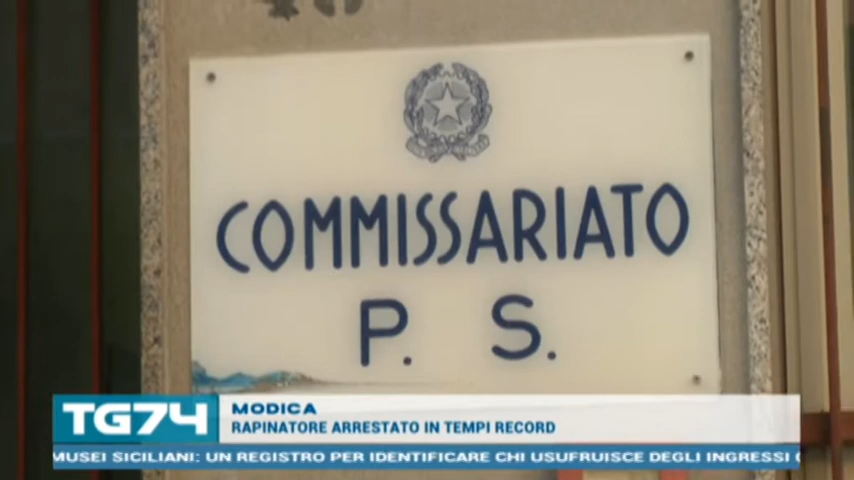 COMMISSARIATO
P. S.
TG74
MODICA
RAPINATORE ARRESTATO IN TEMPI RECORD
MUSEI SICILIANI: UN REGISTRO PER IDENTIFICARE CHI USUFRUISCE DEGLI INGRESSI